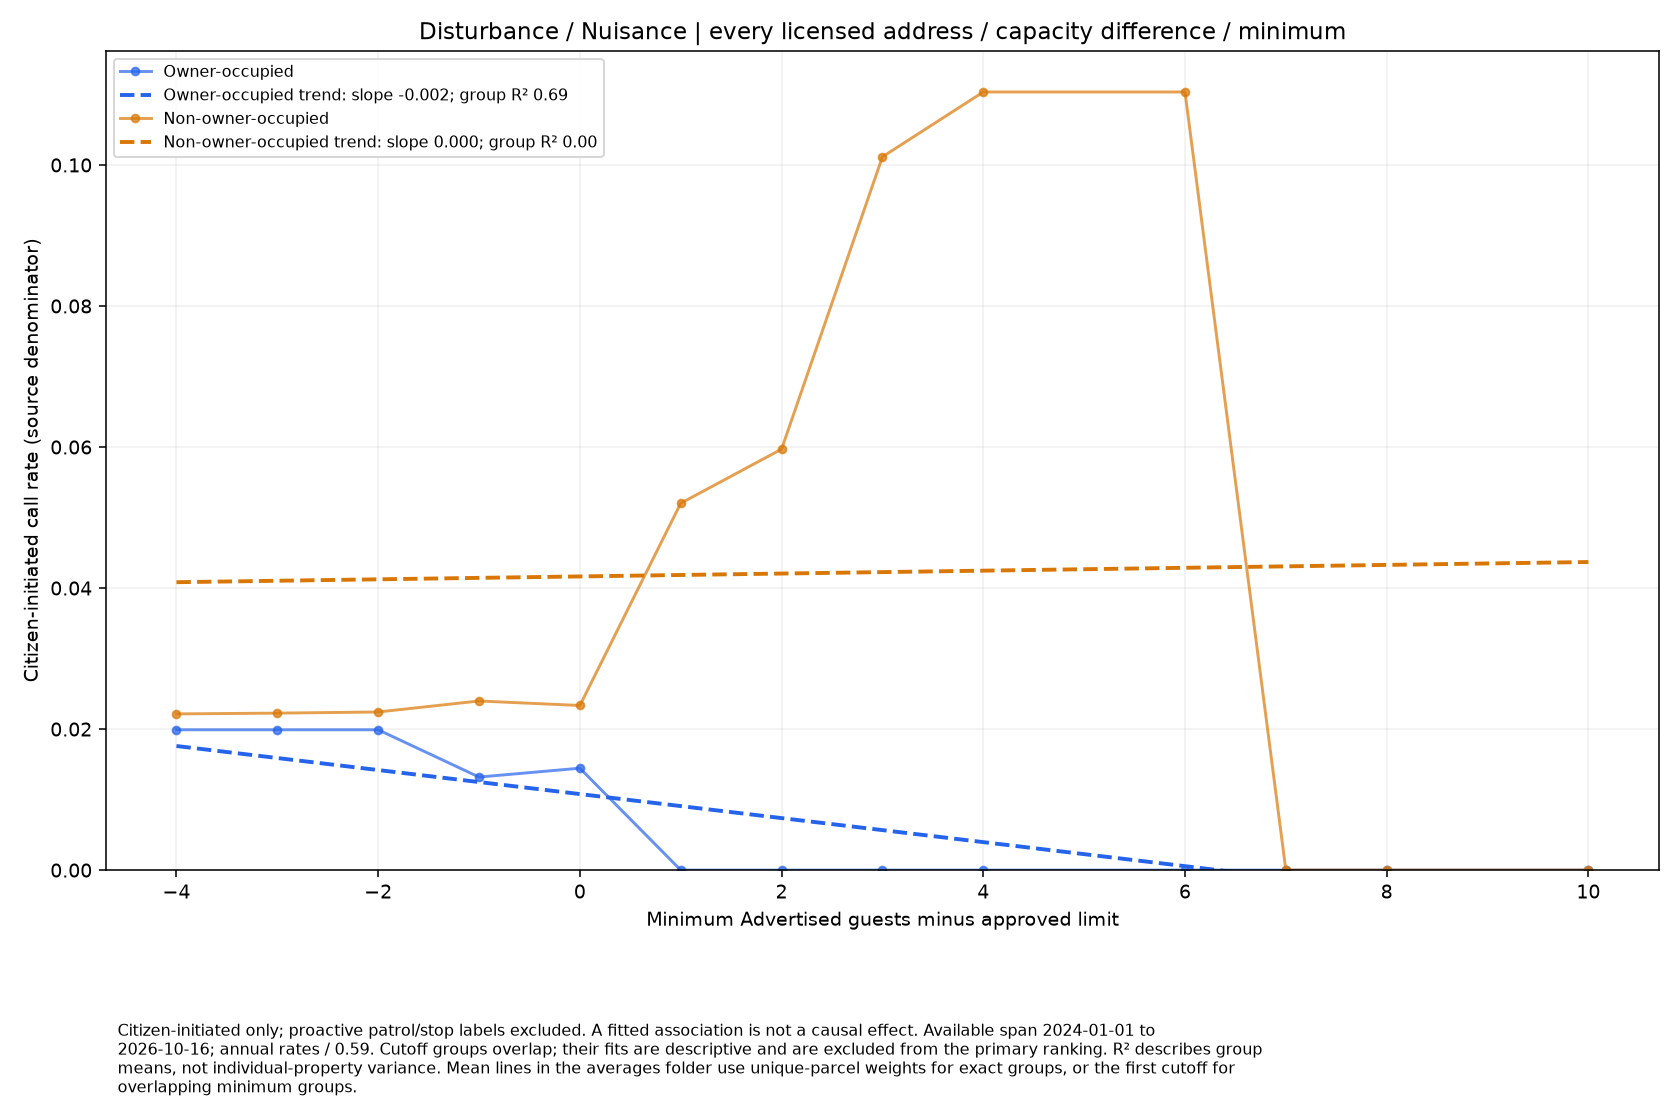 Disturbance / Nuisance | every licensed address / capacity difference / minimum
Owner-occupied
Owner-occupied trend: slope -0.002; group R² 0.69
Non-owner-occupied
Non-owner-occupied trend: slope 0.000; group R² 0.00
Citizen-initiated call rate (source denominator)
0.10
0.08
0.06
0.04
0.02
0.00
−4 −2 0 2 4 6 8 10
Minimum Advertised guests minus approved limit
Citizen-initiated only; proactive patrol/stop labels excluded. A fitted association is not a causal effect. Available span 2024-01-01 to
2026-10-16; annual rates / 0.59. Cutoff groups overlap; their fits are descriptive and are excluded from the primary ranking. R² describes group
means, not individual-property variance. Mean lines in the averages folder use unique-parcel weights for exact groups, or the first cutoff for
overlapping minimum groups.